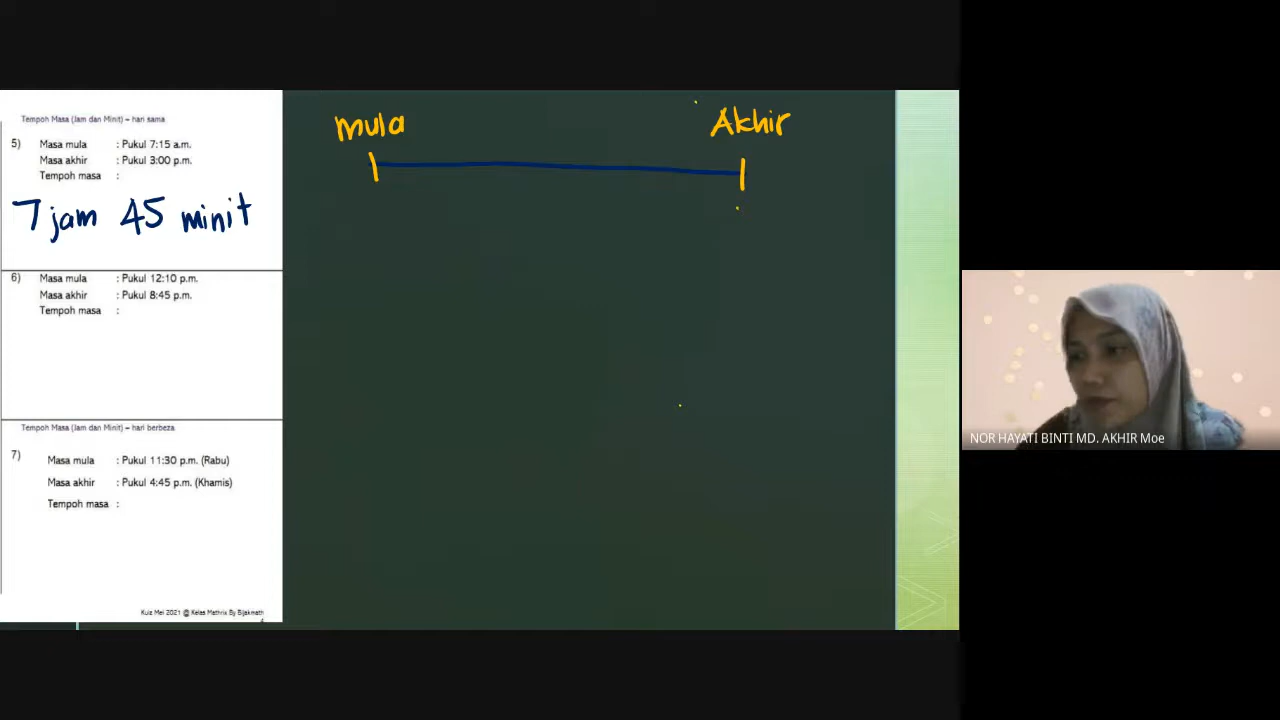 Tempoh Masa (Jam dan Minit) – hari sama
5) Masa mula : Pukul 7:15 a.m.
Masa akhir : Pukul 3:00 p.m.
Tempoh masa :
7 jam 45 minit
6) Masa mula : Pukul 12:10 p.m.
Masa akhir : Pukul 8:45 p.m.
Tempoh masa :
Tempoh Masa (Jam dan Minit) – hari berbeza
7) Masa mula : Pukul 11:30 p.m. (Rabu)
Masa akhir : Pukul 4:45 p.m. (Khamis)
Tempoh masa :
Kuiz Mei 2021 @ Kelas Mathrix By Bijakmath
4
mula
Akhir
NOR HAYATI BINTI MD. AKHIR Moe